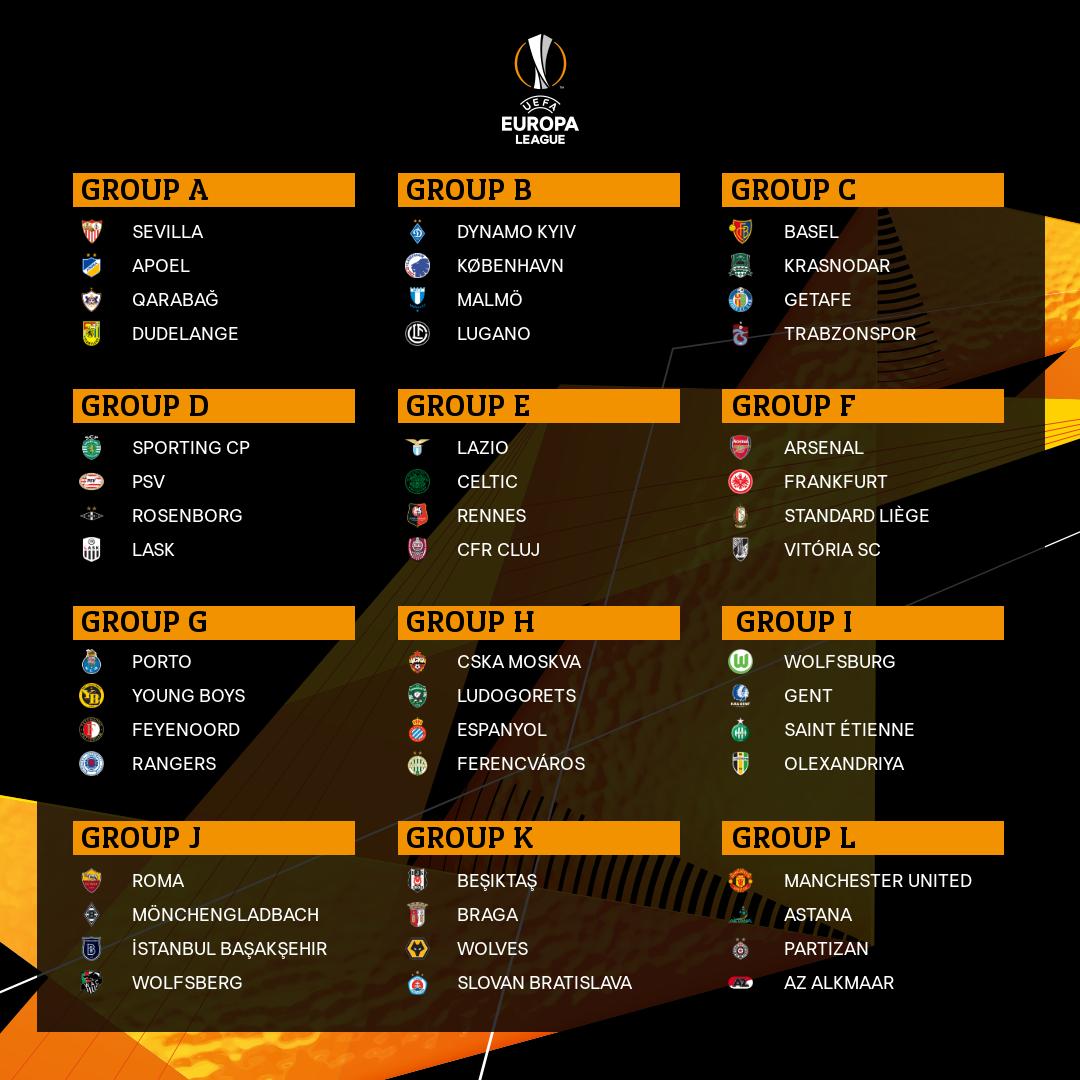 UEFA
EUROPA
LEAGUE
GROUP A
SEVILLA
APOEL
QARABAĞ
DUDELANGE
GROUP B
DYNAMO KYIV
KØBENHAVN
MALMÖ
LUGANO
GROUP C
BASEL
KRASNODAR
GETAFE
TRABZONSPOR
GROUP D
SPORTING CP
PSV
ROSENBORG
LASK
GROUP E
LAZIO
CELTIC
RENNES
CFR CLUJ
GROUP F
ARSENAL
FRANKFURT
STANDARD LIÈGE
VITÓRIA SC
GROUP G
PORTO
YOUNG BOYS
FEYENOORD
RANGERS
GROUP H
CSKA MOSKVA
LUDOGORETS
ESPANYOL
FERENCVÁROS
GROUP I
WOLFSBURG
GENT
SAINT ÉTIENNE
OLEXANDRIYA
GROUP J
ROMA
MÖNCHENGLADBACH
İSTANBUL BAŞAKŞEHIR
WOLFSBERG
GROUP K
BEŞIKTAŞ
BRAGA
WOLVES
SLOVAN BRATISLAVA
GROUP L
MANCHESTER UNITED
ASTANA
PARTIZAN
AZ ALKMAAR